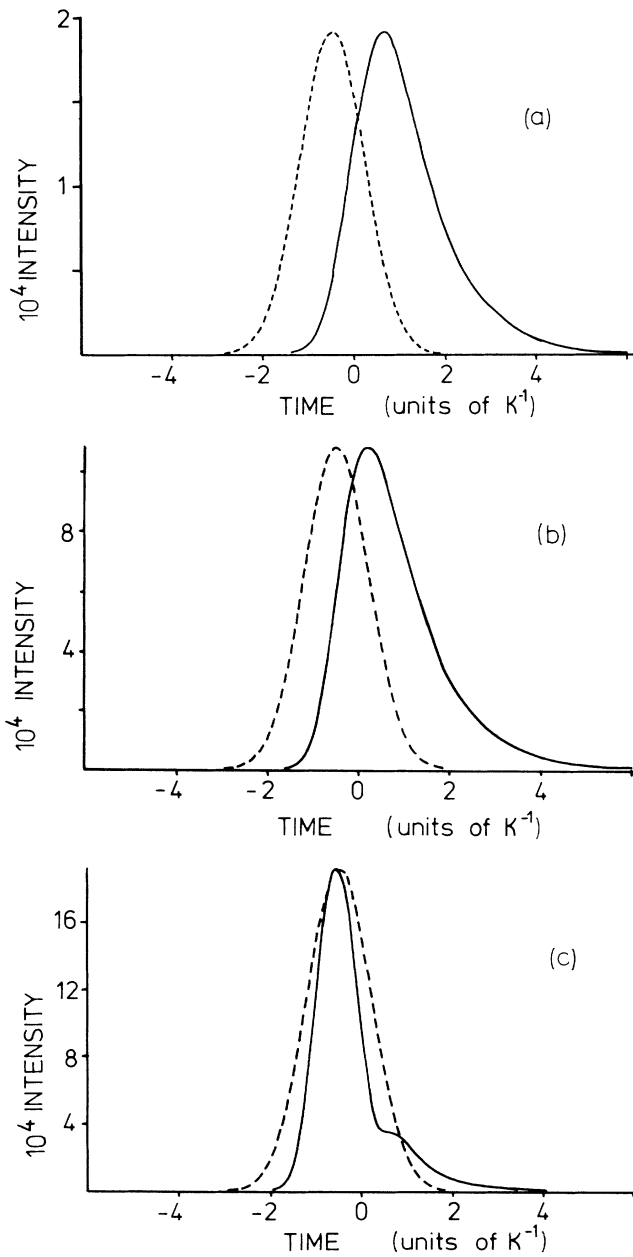 2
(a)
1
10⁴ INTENSITY
-4 -2 0 2 4
TIME (units of K⁻¹)
8
(b)
4
10⁴ INTENSITY
-4 -2 0 2 4
TIME (units of K⁻¹)
16
(c)
12
8
4
10⁴ INTENSITY
-4 -2 0 2 4
TIME (units of K⁻¹)